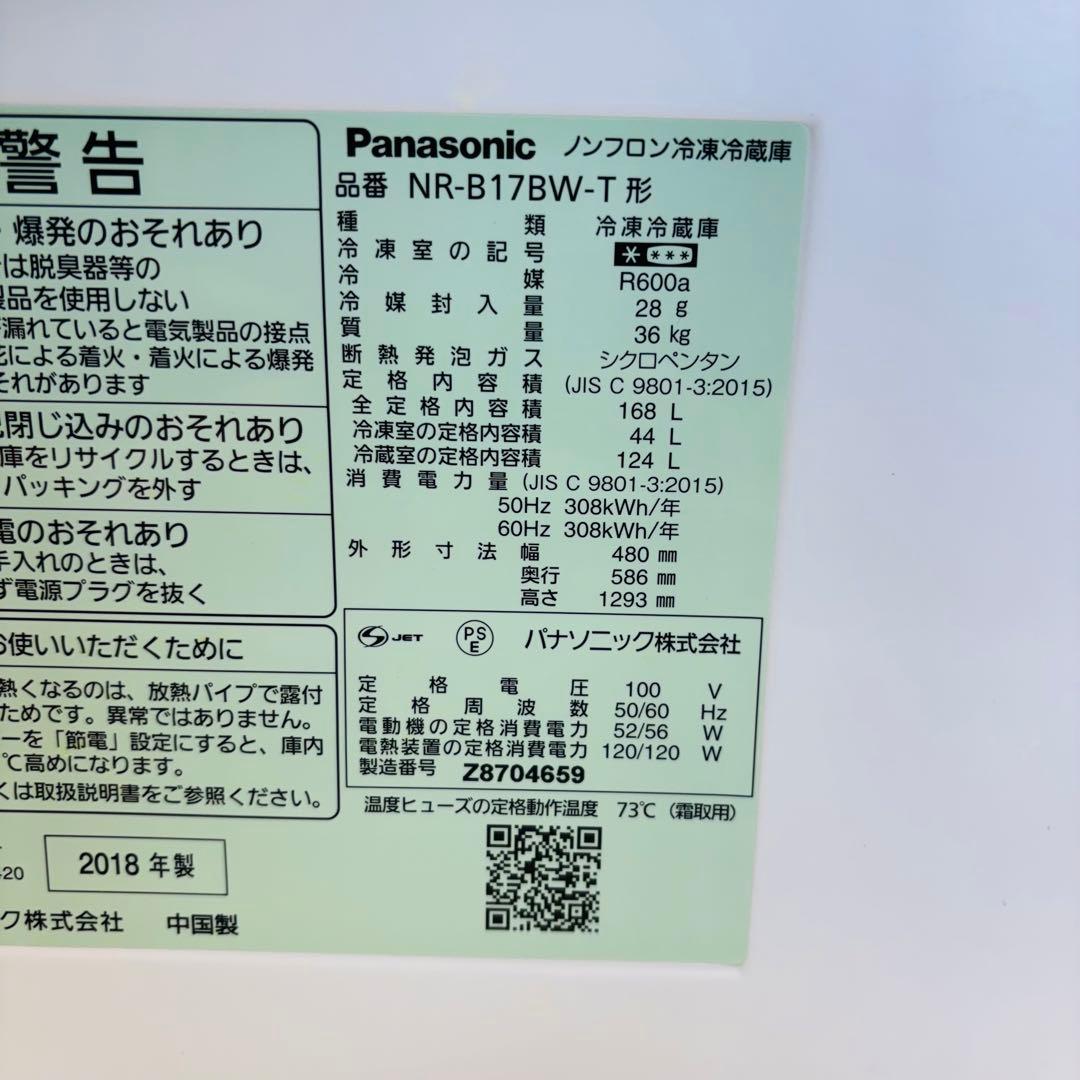 警告
・爆発のおそれあり
は脱臭器等の
製品を使用しない
漏れていると電気製品の接点
による着火・着火による爆発
それがあります
閉じ込みのおそれあり
庫をリサイクルするときは、
パッキングを外す
電のおそれあり
手入れのときは、
ず電源プラグを抜く
お使いいただくために
熱くなるのは、放熱パイプで露付
ためです。異常ではありません。
ーを「節電」設定にすると、庫内
℃高めになります。
くは取扱説明書をご参照ください。
420
2018 年製
ック株式会社 中国製
Panasonic ノンフロン冷凍冷蔵庫
品番 NR-B17BW-T 形
種類 冷凍冷蔵庫
冷凍室の記号 * ***
冷媒 R600a
冷媒封入量 28 g
質量 36 kg
断熱発泡ガス シクロペンタン
定格内容積 (JIS C 9801-3:2015)
全定格内容積 168 L
冷凍室の定格内容積 44 L
冷蔵室の定格内容積 124 L
消費電力量 (JIS C 9801-3:2015)
50Hz 308kWh/年
60Hz 308kWh/年
外形寸法 幅 480 mm
奥行 586 mm
高さ 1293 mm
S JET PS E パナソニック株式会社
定格電圧 100 V
定格周波数 50/60 Hz
電動機の定格消費電力 52/56 W
電熱装置の定格消費電力 120/120 W
製造番号 Z8704659
温度ヒューズの定格動作温度 73℃ (霜取用)